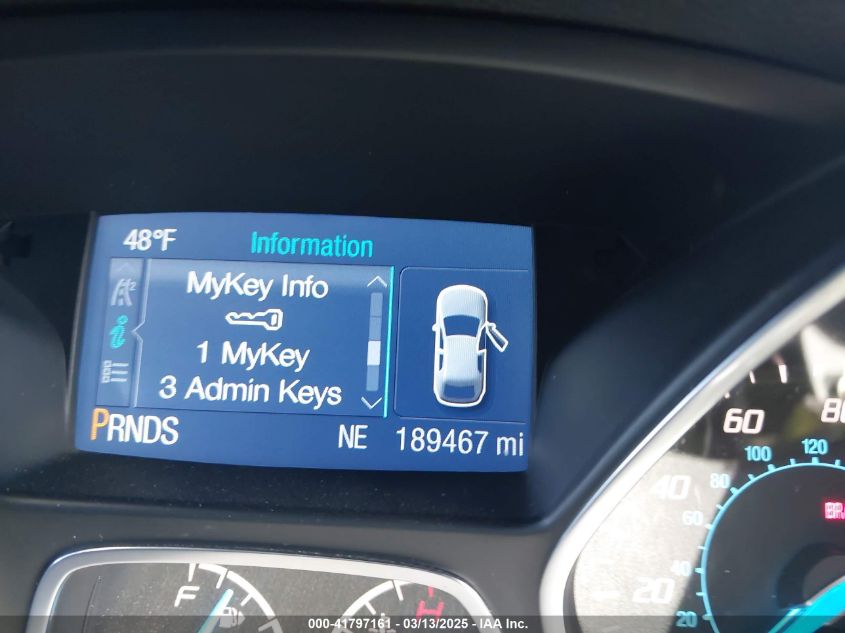 48°F Information
MyKey Info
1 MyKey
3 Admin Keys
PRNDS NE 189467 mi
60
100 120
40 80
60
40
20
20
F H
000-41797161 - 03/13/2025 - IAA Inc.